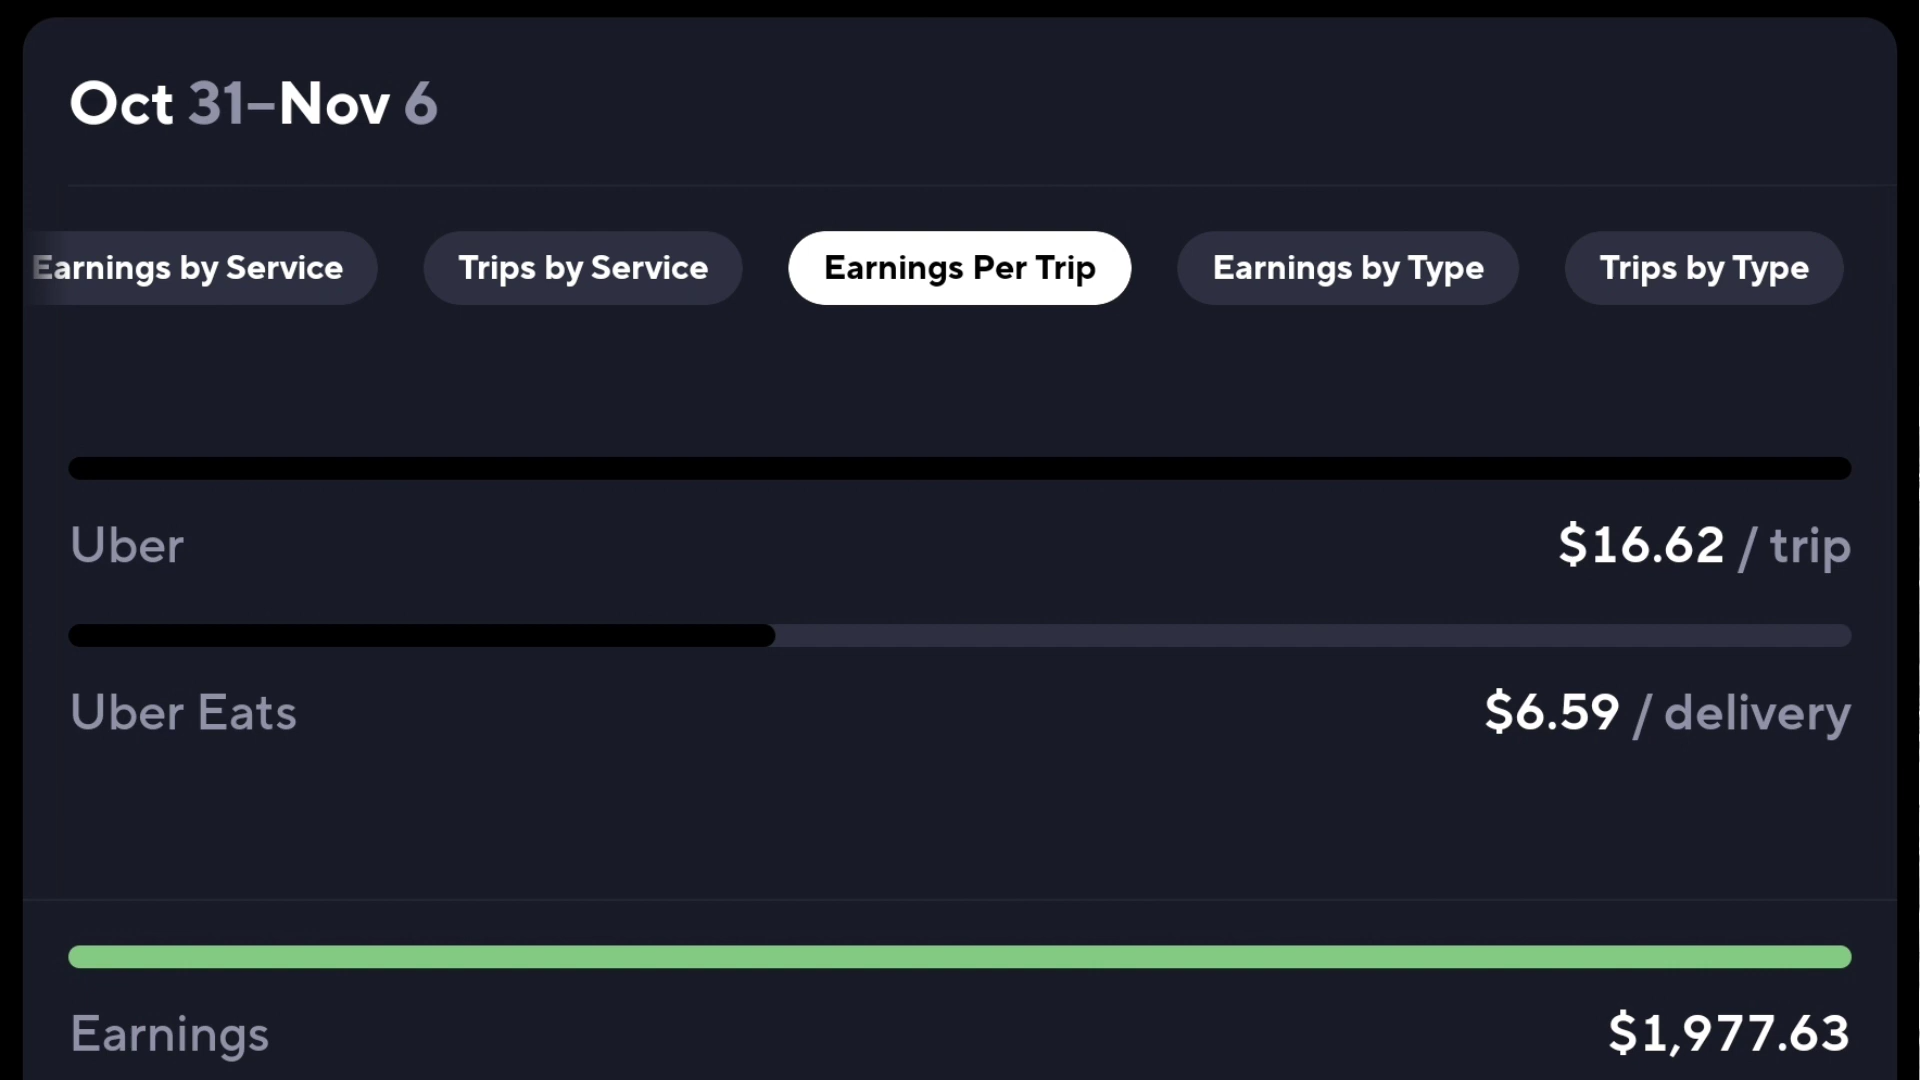 Oct 31–Nov 6
Earnings by Service Trips by Service Earnings Per Trip Earnings by Type Trips by Type
Uber $16.62 / trip
Uber Eats $6.59 / delivery
Earnings $1,977.63